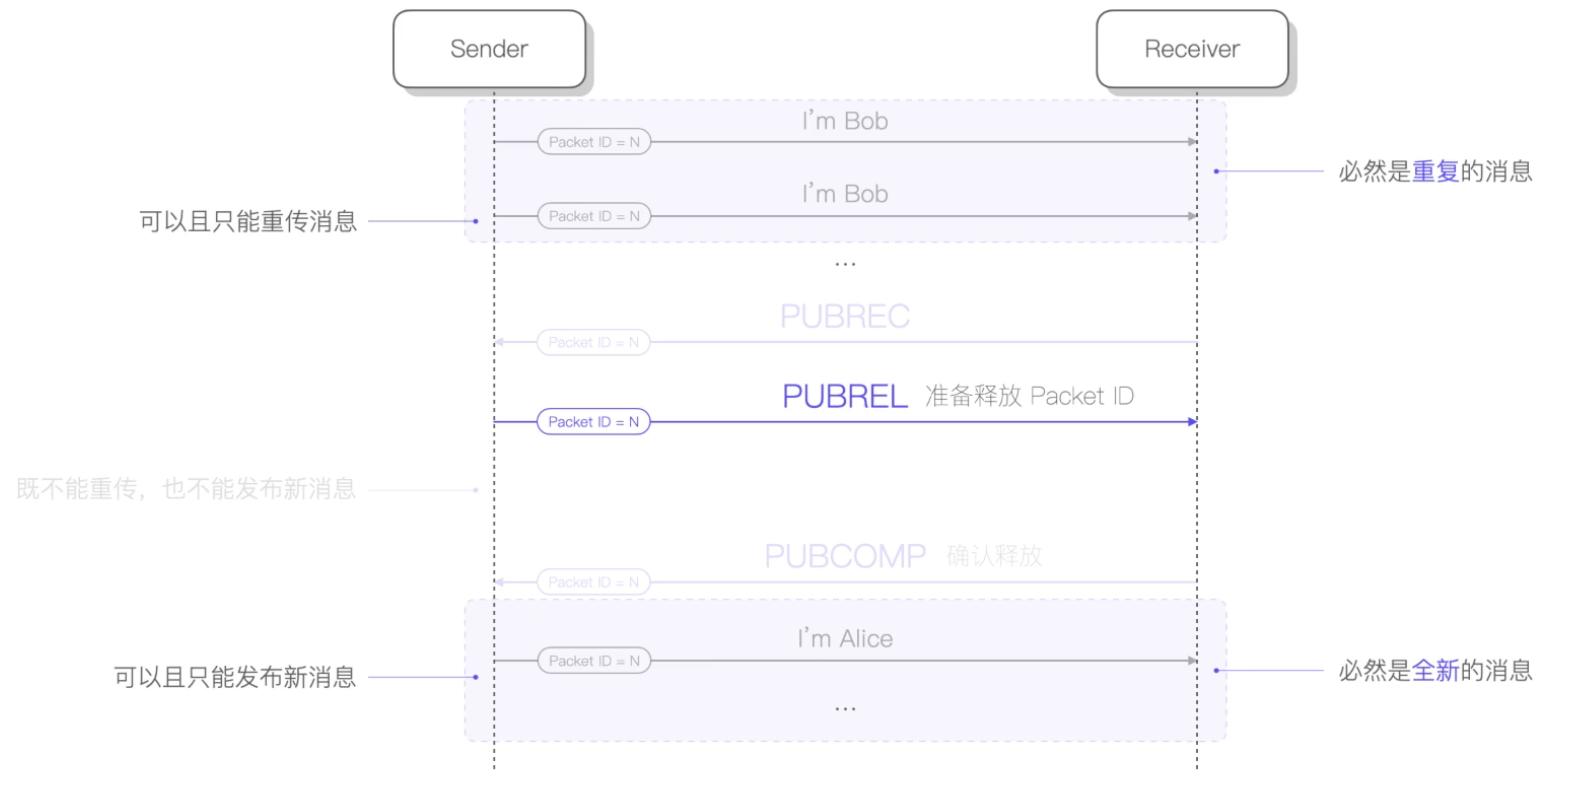 Sender
Receiver
I'm Bob
Packet ID = N
必然是重复的消息
I'm Bob
Packet ID = N
可以且只能重传消息
...
PUBREC
Packet ID = N
PUBREL 准备释放 Packet ID
Packet ID = N
既不能重传，也不能发布新消息
PUBCOMP 确认释放
Packet ID = N
I'm Alice
Packet ID = N
必然是全新的消息
可以且只能发布新消息
...